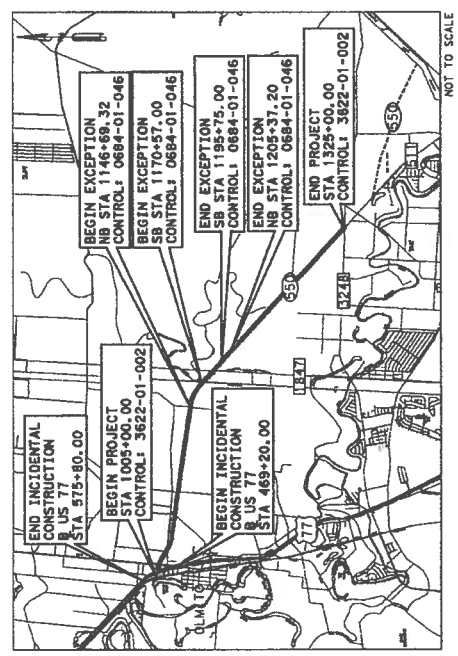 BEGIN EXCEPTION
NB STA 1146+69.32
CONTROL: 0684-01-046
BEGIN EXCEPTION
SB STA 1170+57.00
CONTROL: 0684-01-046
END EXCEPTION
SB STA 1195+75.00
CONTROL: 0684-01-046
END EXCEPTION
NB STA 1205+37.20
CONTROL: 0684-01-046
END PROJECT
STA 1325+00.00
CONTROL: 3622-01-002
END INCIDENTAL
CONSTRUCTION
B US 77
STA 575+80.00
BEGIN PROJECT
STA 1005+00.00
CONTROL: 3622-01-002
BEGIN INCIDENTAL
CONSTRUCTION
B US 77
STA 469+20.00
OLMITO
77
1847
550
3248
550
511
NOT TO SCALE